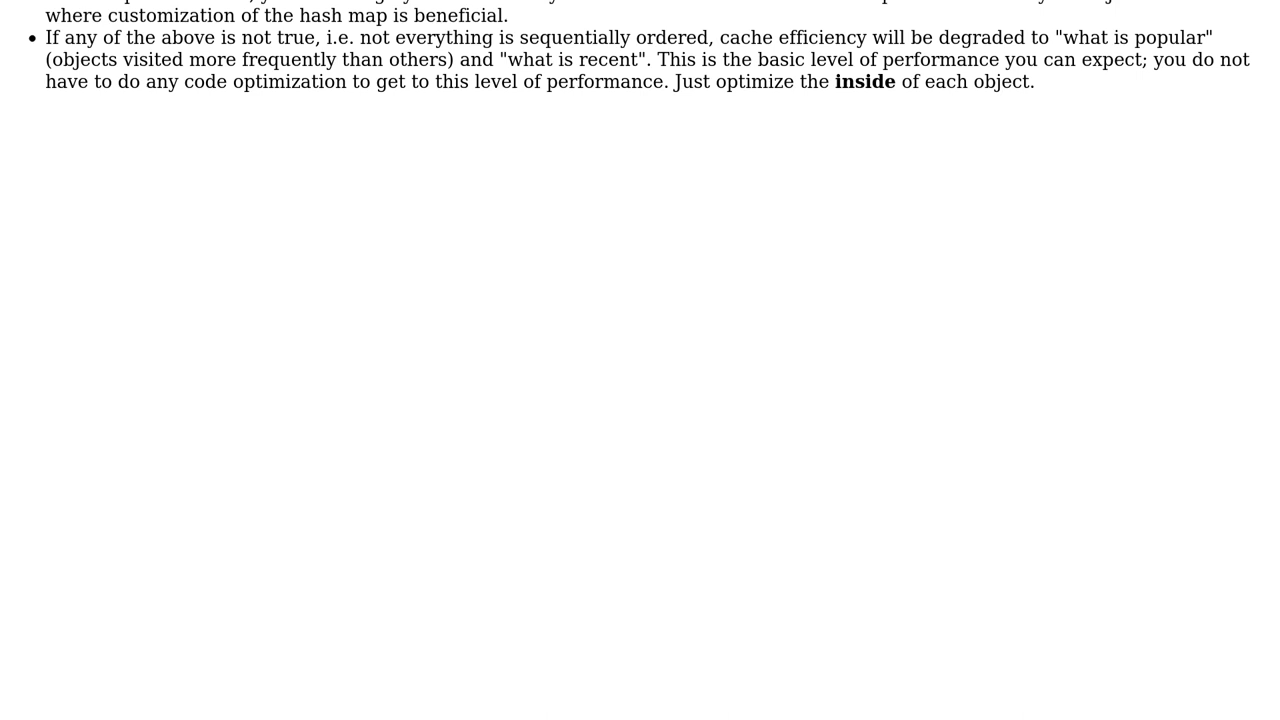 where customization of the hash map is beneficial.
• If any of the above is not true, i.e. not everything is sequentially ordered, cache efficiency will be degraded to "what is popular"
(objects visited more frequently than others) and "what is recent". This is the basic level of performance you can expect; you do not
have to do any code optimization to get to this level of performance. Just optimize the inside of each object.